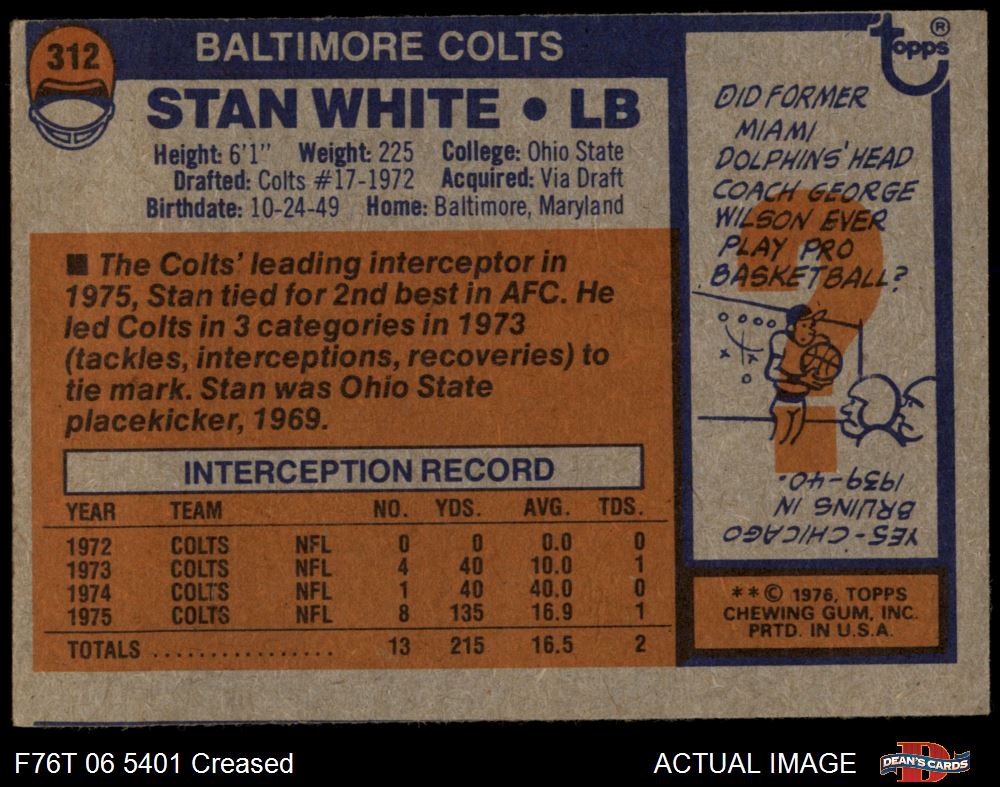 312
BALTIMORE COLTS
STAN WHITE • LB
Height: 6'1" Weight: 225 College: Ohio State
Drafted: Colts #17-1972 Acquired: Via Draft
Birthdate: 10-24-49 Home: Baltimore, Maryland
■ The Colts' leading interceptor in
1975, Stan tied for 2nd best in AFC. He
led Colts in 3 categories in 1973
(tackles, interceptions, recoveries) to
tie mark. Stan was Ohio State
placekicker, 1969.
INTERCEPTION RECORD
YEAR TEAM NO. YDS. AVG. TDS.
1972 COLTS NFL 0 0 0.0 0
1973 COLTS NFL 4 40 10.0 1
1974 COLTS NFL 1 40 40.0 0
1975 COLTS NFL 8 135 16.9 1
TOTALS ................ 13 215 16.5 2
Topps ®
DID FORMER
MIAMI
DOLPHINS' HEAD
COACH GEORGE
WILSON EVER
PLAY PRO
BASKETBALL?
?
YES-CHICAGO
BRUINS IN
1939-40.
**© 1976, TOPPS
CHEWING GUM, INC.
PRTD. IN U.S.A.
F76T 06 5401 Creased
ACTUAL IMAGE
D
DEAN'S CARDS